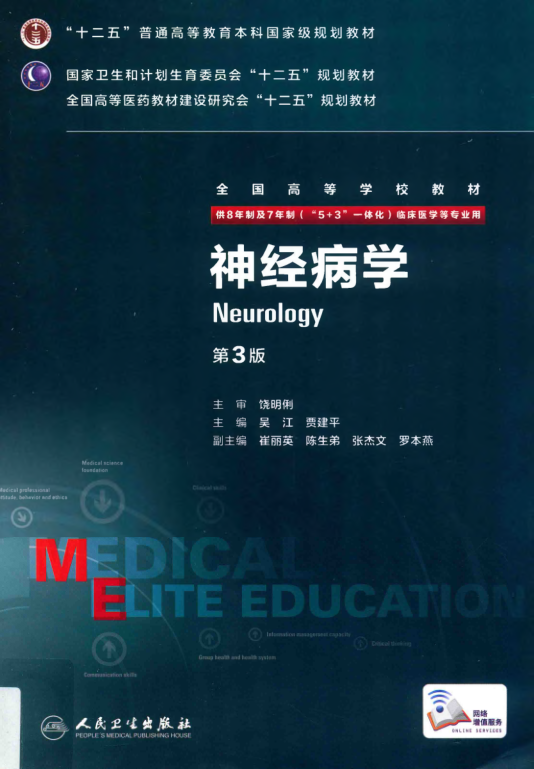 “十二五”普通高等教育本科国家级规划教材
国家卫生和计划生育委员会“十二五”规划教材
全国高等医药教材建设研究会“十二五”规划教材
全国高等学校教材
供8年制及7年制（“5+3”一体化）临床医学等专业用
神经病学
Neurology
第3版
主 审 饶明俐
主 编 吴 江 贾建平
副主编 崔丽英 陈生弟 张杰文 罗本燕
Medical science
foundation
Medical professional
attitude, behavior and ethics
Clinical skills
MEDICAL
ELITE EDUCATION
Information management capacity
Critical thinking
Group health and health system
Communication skills
人民卫生出版社
PEOPLE'S MEDICAL PUBLISHING HOUSE
网络
增值服务
ONLINE SERVICES